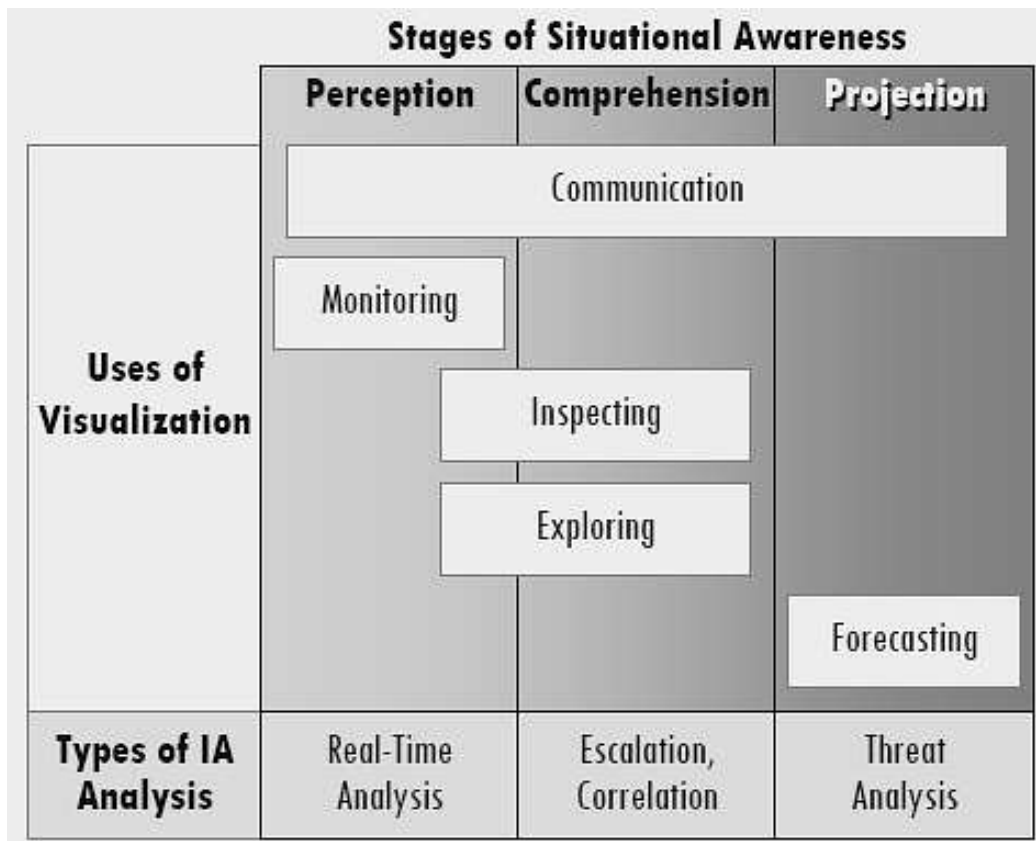 Stages of Situational Awareness
Perception
Comprehension
Projection
Communication
Monitoring
Uses of
Visualization
Inspecting
Exploring
Forecasting
Types of IA
Analysis
Real-Time
Analysis
Escalation,
Correlation
Threat
Analysis